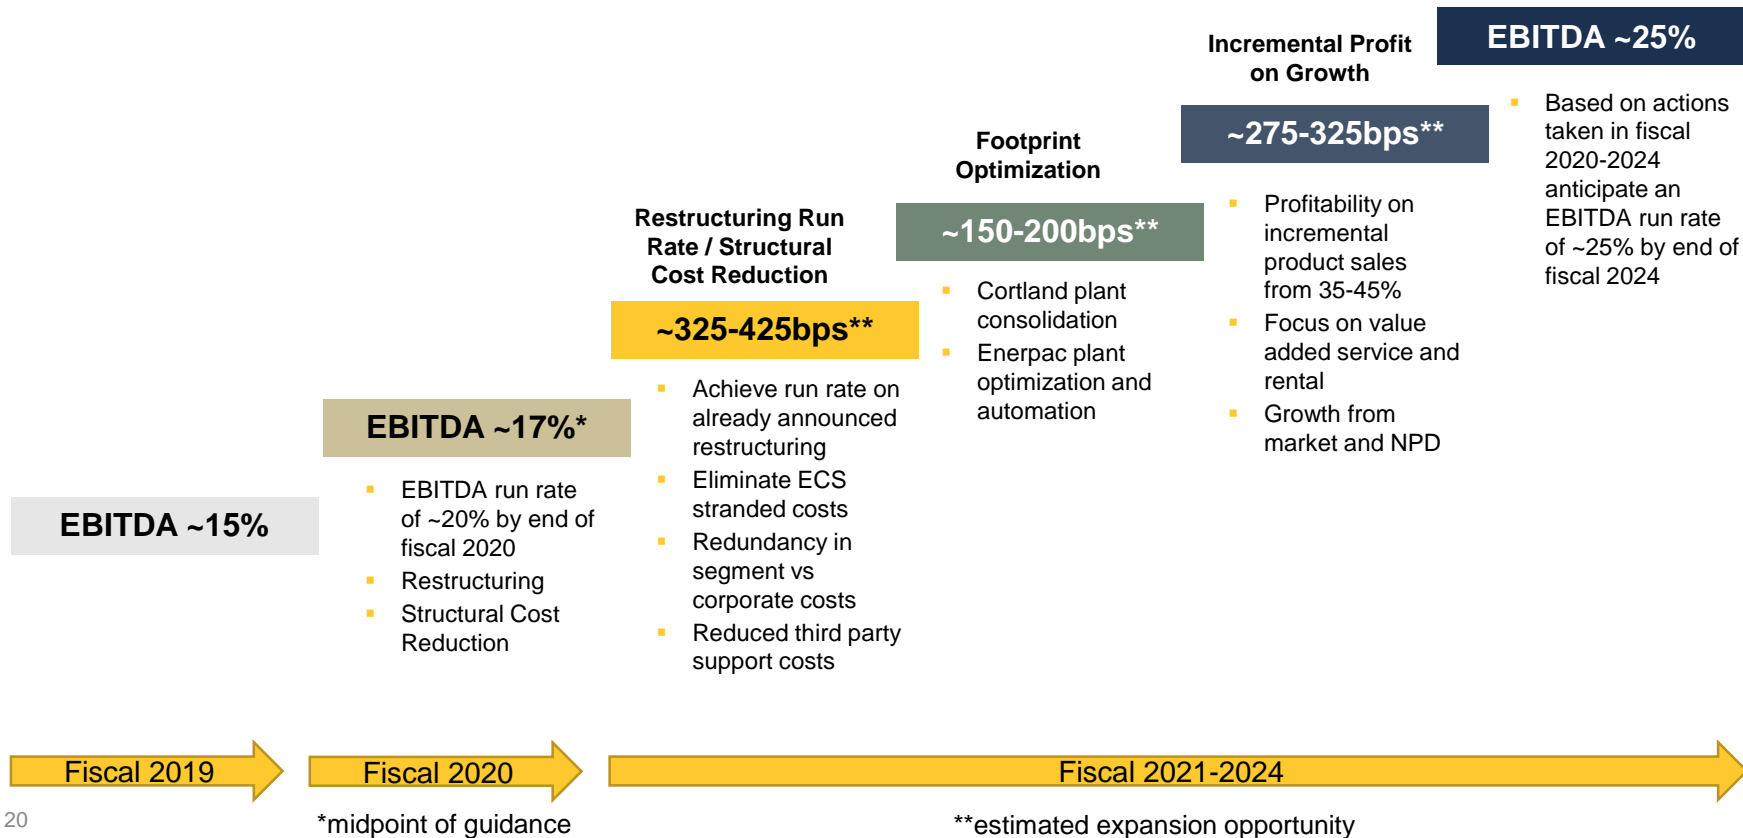 EBITDA ~15%
EBITDA ~17%*
EBITDA run rate
of ~20% by end of
fiscal 2020
Restructuring
Structural Cost
Reduction
Restructuring Run
Rate / Structural
Cost Reduction
~325-425bps**
Achieve run rate on
already announced
restructuring
Eliminate ECS
stranded costs
Redundancy in
segment vs
corporate costs
Reduced third party
support costs
Footprint
Optimization
~150-200bps**
Cortland plant
consolidation
Enerpac plant
optimization and
automation
Incremental Profit
on Growth
~275-325bps**
Profitability on
incremental
product sales
from 35-45%
Focus on value
added service and
rental
Growth from
market and NPD
EBITDA ~25%
Based on actions
taken in fiscal
2020-2024
anticipate an
EBITDA run rate
of ~25% by end of
fiscal 2024
Fiscal 2019
Fiscal 2020
Fiscal 2021-2024
20
*midpoint of guidance
**estimated expansion opportunity